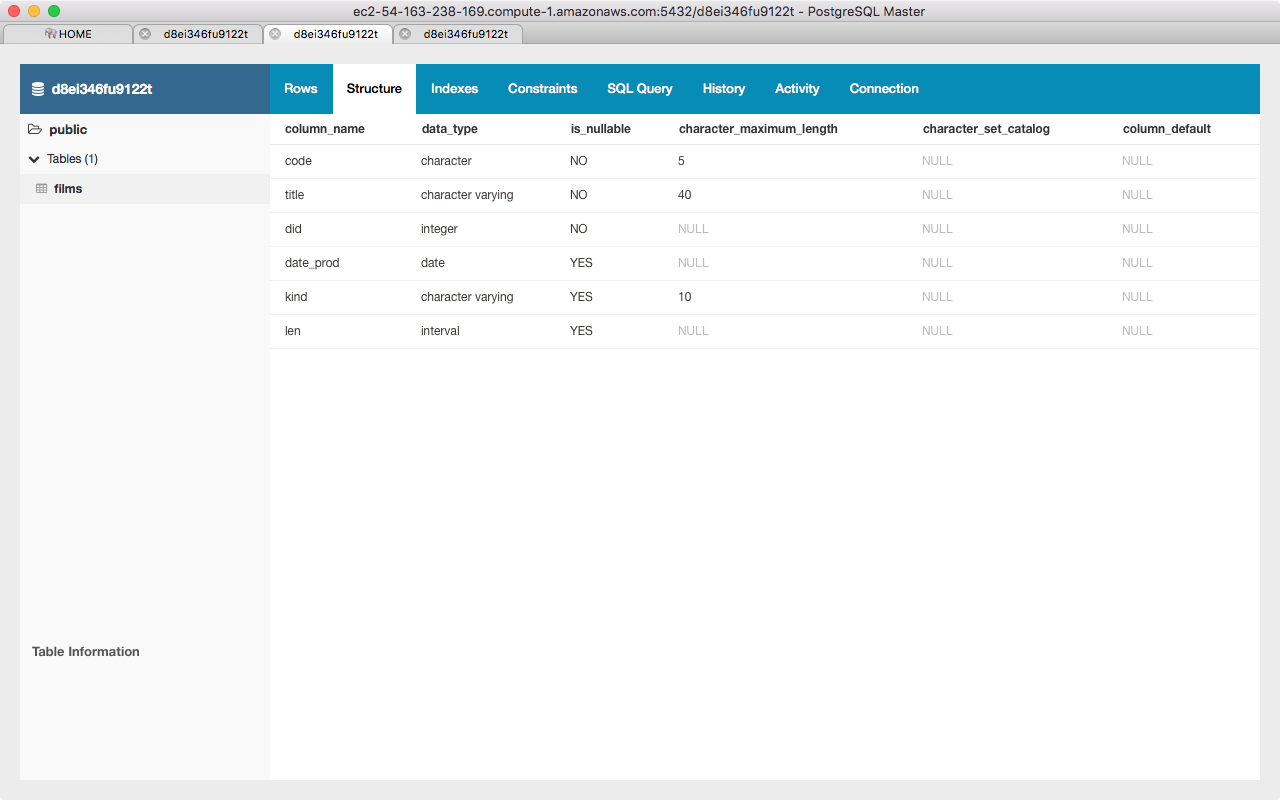 ec2-54-163-238-169.compute-1.amazonaws.com:5432/d8ei346fu9122t - PostgreSQL Master
HOME d8ei346fu9122t d8ei346fu9122t d8ei346fu9122t
d8ei346fu9122t Rows Structure Indexes Constraints SQL Query History Activity Connection
public
Tables (1)
films
column_name data_type is_nullable character_maximum_length character_set_catalog column_default
code character NO 5 NULL NULL
title character varying NO 40 NULL NULL
did integer NO NULL NULL NULL
date_prod date YES NULL NULL NULL
kind character varying YES 10 NULL NULL
len interval YES NULL NULL NULL
Table Information